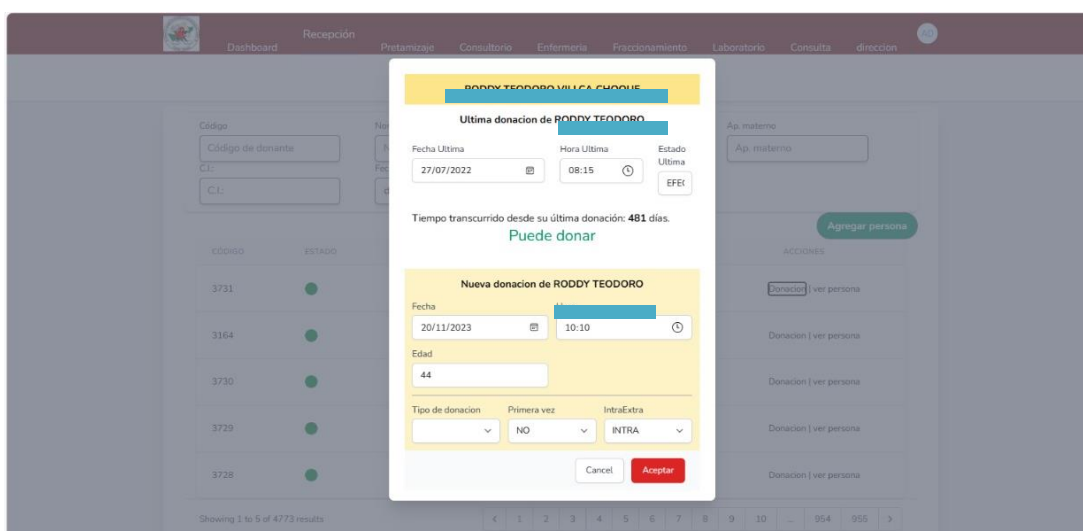 Recepción
Dashboard Pretamizaje Consultorio Enfermeria Fraccionamiento Laboratorio Consulta direccion AD
Ultima donacion de RODDY TEODORO
Código Ap. materno
Fecha Ultima Hora Ultima Estado Ultima
Código de donante Ap. materno
27/07/2022 08:15 EFE
C.I.:
C.I.:
Tiempo transcurrido desde su última donación: 481 días.
Puede donar
Agregar persona
CÓDIGO ESTADO ACCIONES
Nueva donacion de RODDY TEODORO
3731 Donacion | ver persona
Fecha
20/11/2023 10:10
3164 Donacion | ver persona
Edad
44
3730 Donacion | ver persona
Tipo de donacion Primera vez IntraExtra
NO INTRA
3729 Donacion | ver persona
Cancel Aceptar
3728 Donacion | ver persona
Showing 1 to 5 of 4773 results < 1 2 3 4 5 6 7 8 9 10 ... 954 955 >